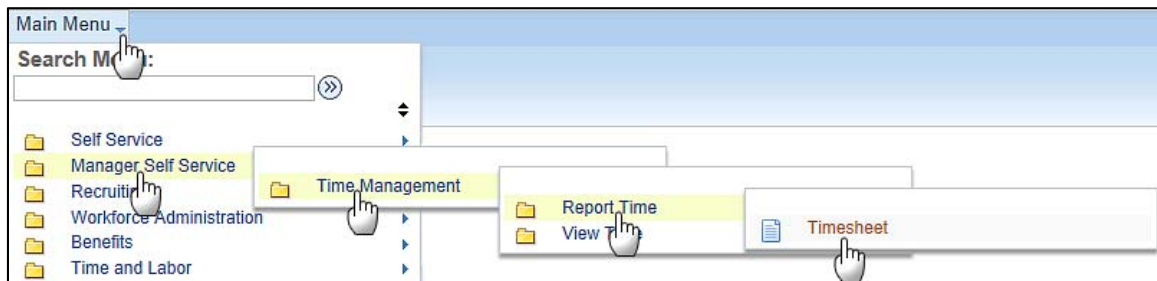 Main Menu
Search Menu:
Self Service
Manager Self Service
Time Management
Recruiting
Report Time
Workforce Administration
View Time
Timesheet
Benefits
Time and Labor